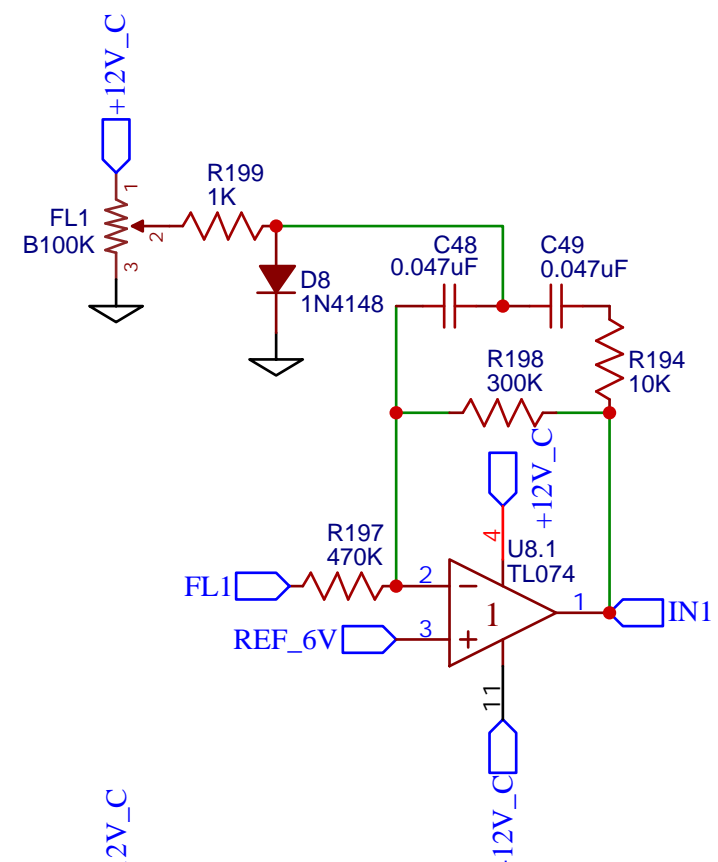 +12V_C
R199
1K
FL1
B100K
1
2
3
D8
1N4148
C48
0.047uF
C49
0.047uF
R198
300K
R194
10K
+12V_C
4
R197
470K
U8.1
TL074
FL1
2
1
1
IN1
REF_6V
3
11
12V_C
2V_C